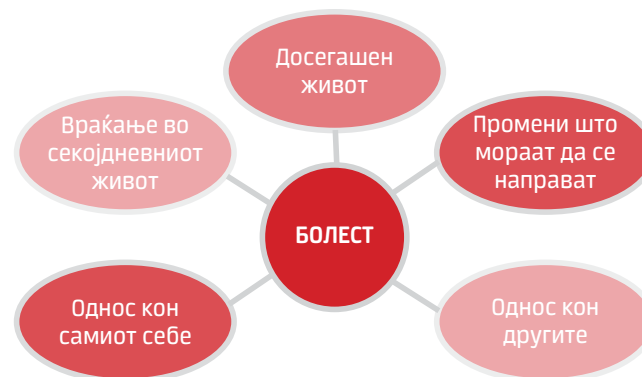 Досегашен
живот
Враќање во
секојдневниот
живот
Промени што
мораат да се
направат
БОЛЕСТ
Однос кон
самиот себе
Однос кон
другите